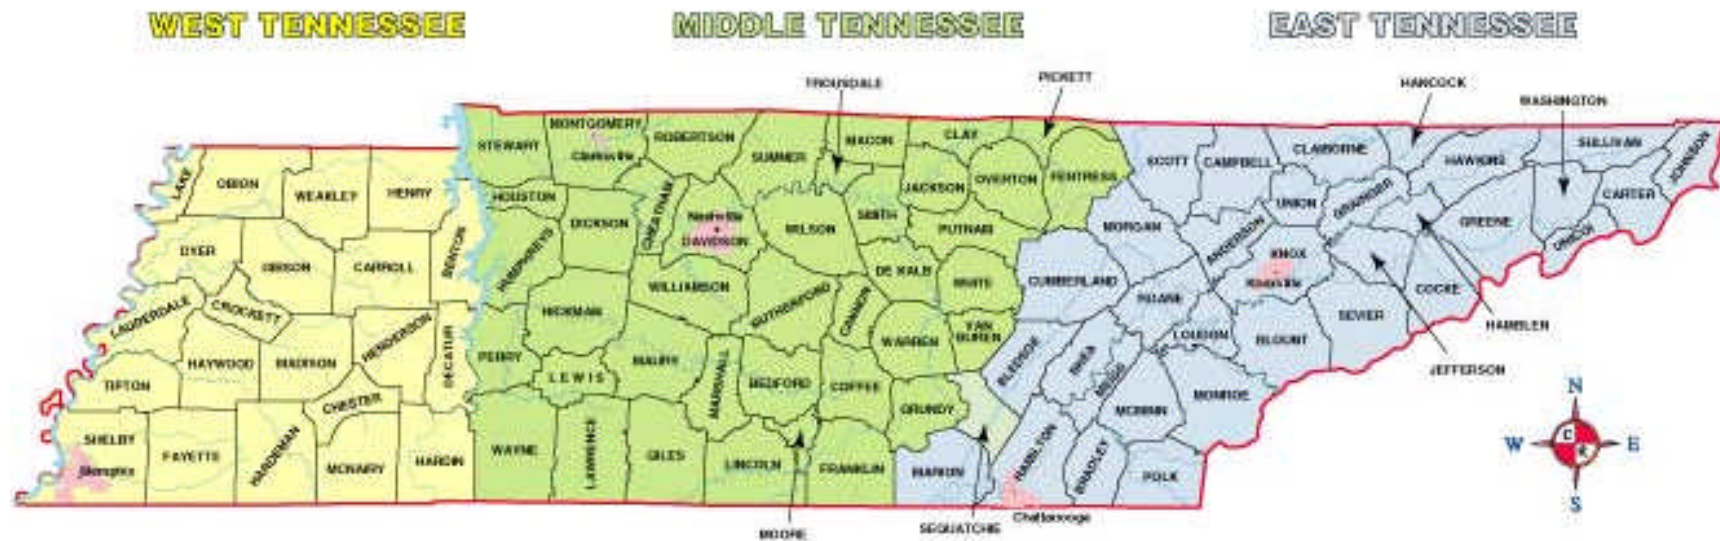 WEST TENNESSEE
MIDDLE TENNESSEE
EAST TENNESSEE
TROUSDALE
PICKETT
HANCOCK
WASHINGTON
STEWART
MONTGOMERY
Clarksville
ROBERTSON
SUMNER
MACON
CLAY
SCOTT
CAMPBELL
CLAIBORNE
HAWKINS
SULLIVAN
JOHNSON
LAKE
OBION
WEAKLEY
HENRY
HOUSTON
DICKSON
CHEATHAM
Nashville
DAVIDSON
WILSON
SMITH
JACKSON
OVERTON
FENTRESS
PUTNAM
MORGAN
ANDERSON
UNION
GRAINGER
GREENE
UNICOI
CARTER
DYER
GIBSON
CARROLL
BENTON
HUMPHREYS
WILLIAMSON
RUTHERFORD
CANNON
DE KALB
WHITE
CUMBERLAND
ROANE
KNOX
Knoxville
COCKE
LAUDERDALE
CROCKETT
HENDERSON
DECATUR
HICKMAN
WARREN
VAN
BUREN
LOUDON
BLOUNT
SEVIER
HAMBLEN
JEFFERSON
TIPTON
HAYWOOD
MADISON
CHESTER
PERRY
LEWIS
MAURY
MARSHALL
BEDFORD
COFFEE
GRUNDY
BLEDSOE
RHEA
MEIGS
MCMINN
MONROE
SHELBY
Memphis
FAYETTE
HARDEMAN
MCNAIRY
HARDIN
WAYNE
LAWRENCE
GILES
LINCOLN
FRANKLIN
MARION
HAMILTON
BRADLEY
POLK
Chattanooga
MOORE
SEQUATCHIE
N
W
E
S
C